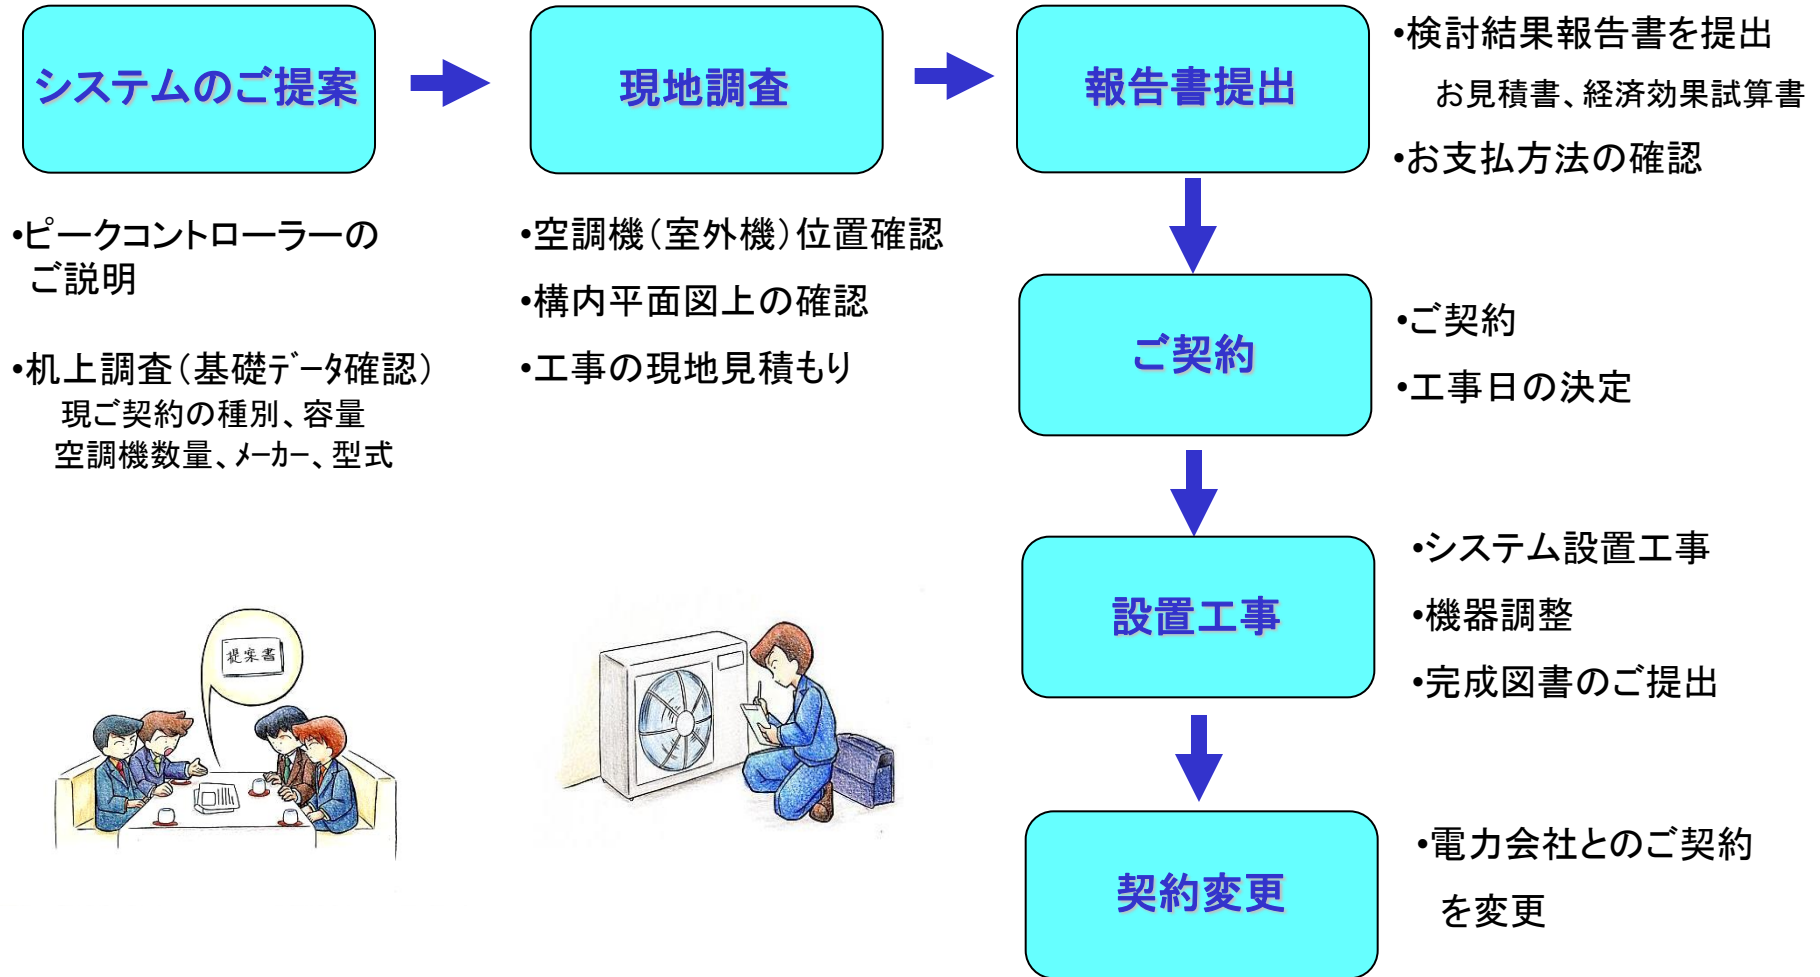 システムのご提案
•ピークコントローラーの
ご説明
•机上調査（基礎ﾃﾞｰﾀ確認）
現ご契約の種別、容量
空調機数量、ﾒｰｶｰ、型式
提案書
現地調査
•空調機（室外機）位置確認
•構内平面図上の確認
•工事の現地見積もり
報告書提出
•検討結果報告書を提出
お見積書、経済効果試算書
•お支払方法の確認
ご契約
•ご契約
•工事日の決定
設置工事
•システム設置工事
•機器調整
•完成図書のご提出
契約変更
•電力会社とのご契約
を変更